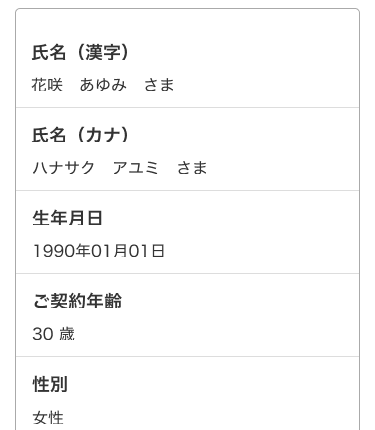 氏名（漢字）
花咲　あゆみ　さま
氏名（カナ）
ハナサク　アユミ　さま
生年月日
1990年01月01日
ご契約年齢
30 歳
性別
女性